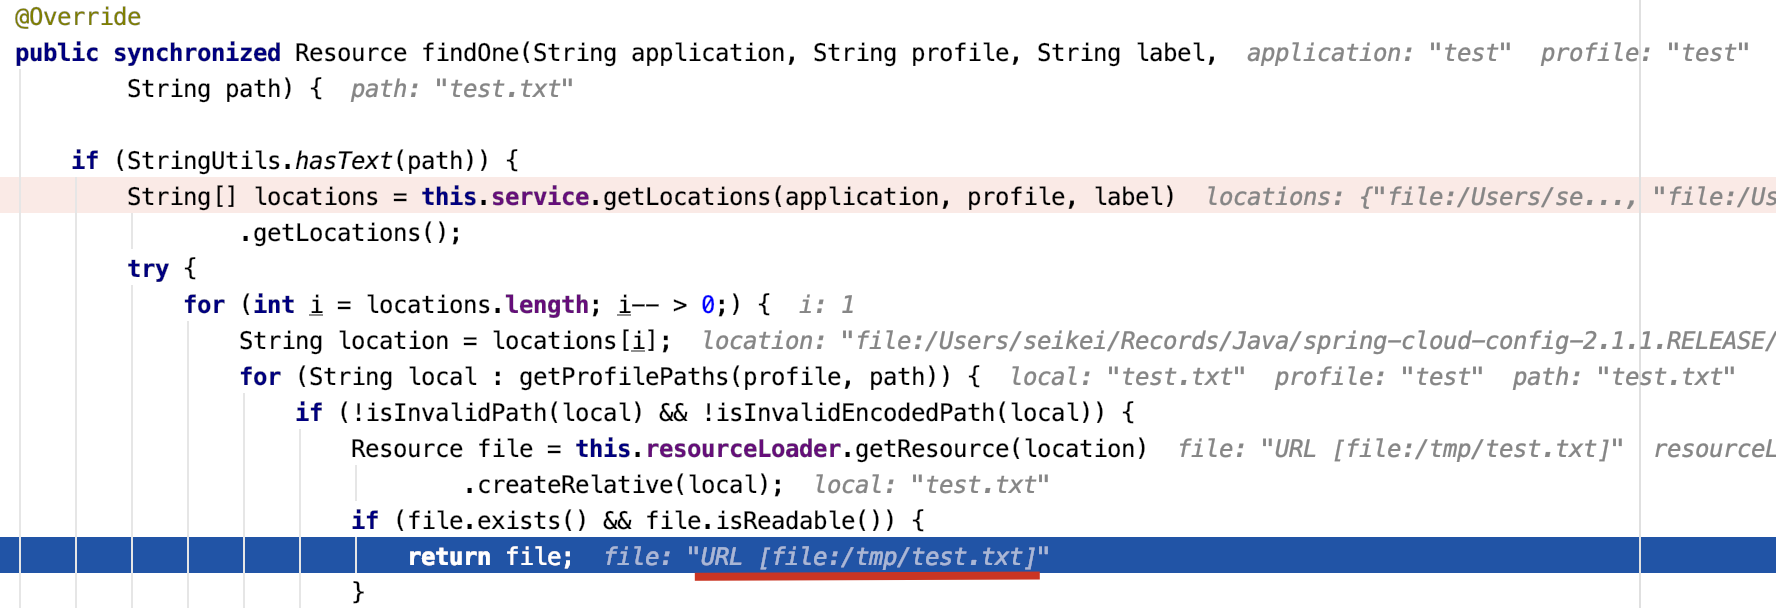 @Override
public synchronized Resource findOne(String application, String profile, String label,  application: "test"  profile: "test"
String path) {  path: "test.txt"
if (StringUtils.hasText(path)) {
String[] locations = this.service.getLocations(application, profile, label)  locations: {"file:/Users/se..., "file:/Us
.getLocations();
try {
for (int i = locations.length; i-- > 0;) {  i: 1
String location = locations[i];  location: "file:/Users/seikei/Records/Java/spring-cloud-config-2.1.1.RELEASE/
for (String local : getProfilePaths(profile, path)) {  local: "test.txt"  profile: "test"  path: "test.txt"
if (!isInvalidPath(local) && !isInvalidEncodedPath(local)) {
Resource file = this.resourceLoader.getResource(location)  file: "URL [file:/tmp/test.txt]"  resourceL
.createRelative(local);  local: "test.txt"
if (file.exists() && file.isReadable()) {
return file;  file: "URL [file:/tmp/test.txt]"
}